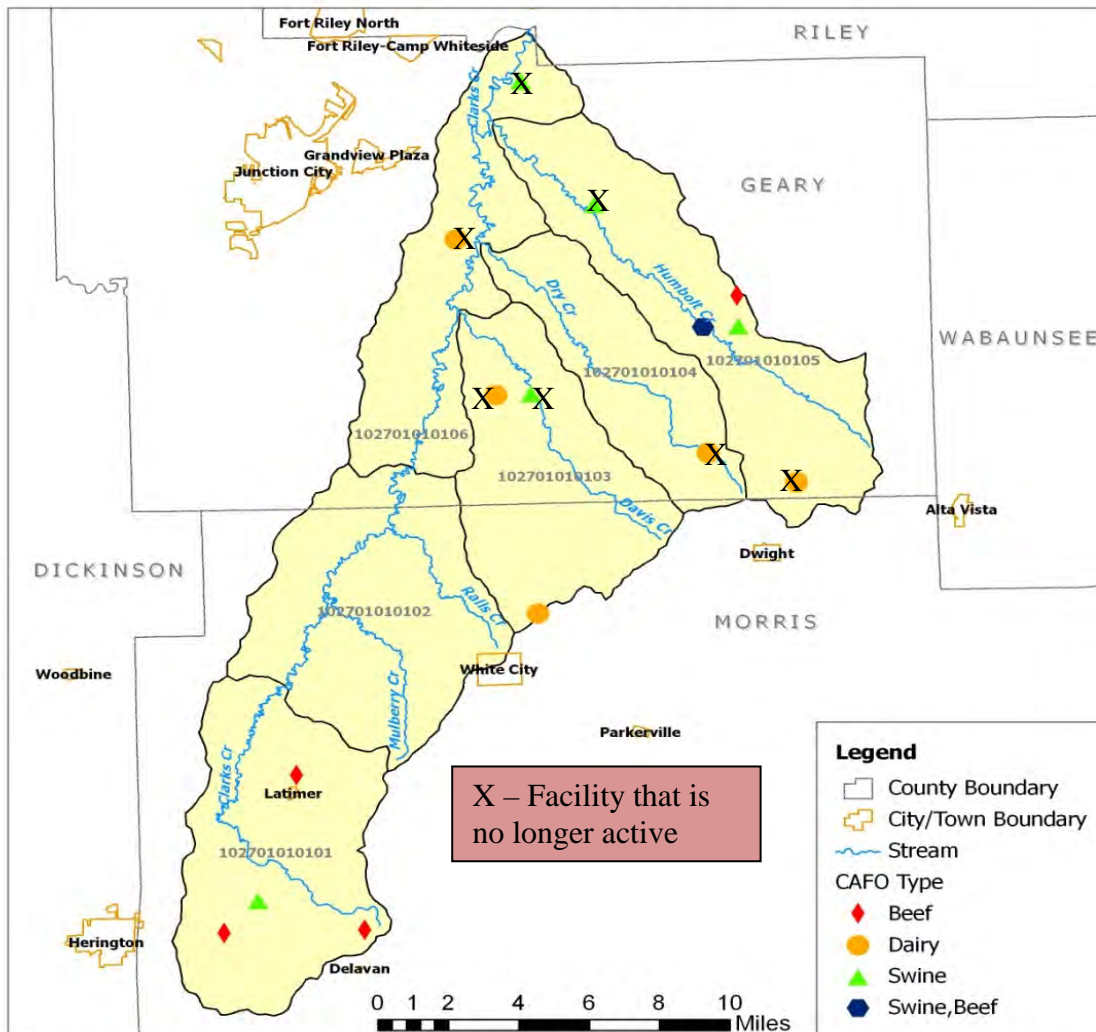 Fort Riley North
RILEY
Fort Riley-Camp Whiteside
X
Clarks Cr
Grandview Plaza
Junction City
GEARY
X
X
Dry Cr
Humbolt Cr
WABAUNSEE
102701010105
102701010104
X
X
102701010106
X
102701010103
X
Alta Vista
Davis Cr
Dwight
DICKINSON
Ralls Cr
102701010102
MORRIS
White City
Woodbine
Mulberry Cr
Parkerville
Clarks Cr
Latimer
102701010101
Herington
Delavan
X – Facility that is
no longer active
Legend
County Boundary
City/Town Boundary
Stream
CAFO Type
Beef
Dairy
Swine
Swine,Beef
0 2 4 6 8 10
Miles